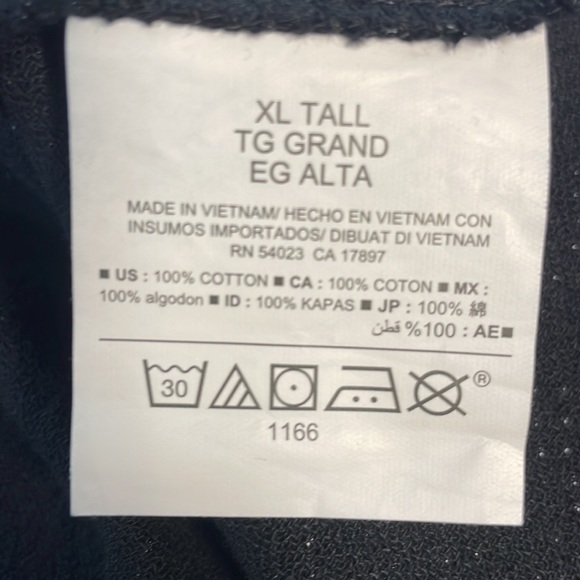 XL TALL
TG GRAND
EG ALTA
MADE IN VIETNAM/ HECHO EN VIETNAM CON
INSUMOS IMPORTADOS/ DIBUAT DI VIETNAM
RN 54023 CA 17897
■ US : 100% COTTON ■ CA : 100% COTON ■ MX :
100% algodon ■ ID : 100% KAPAS ■ JP : 100% 綿
■ AE : 100% قطن
30
®
1166